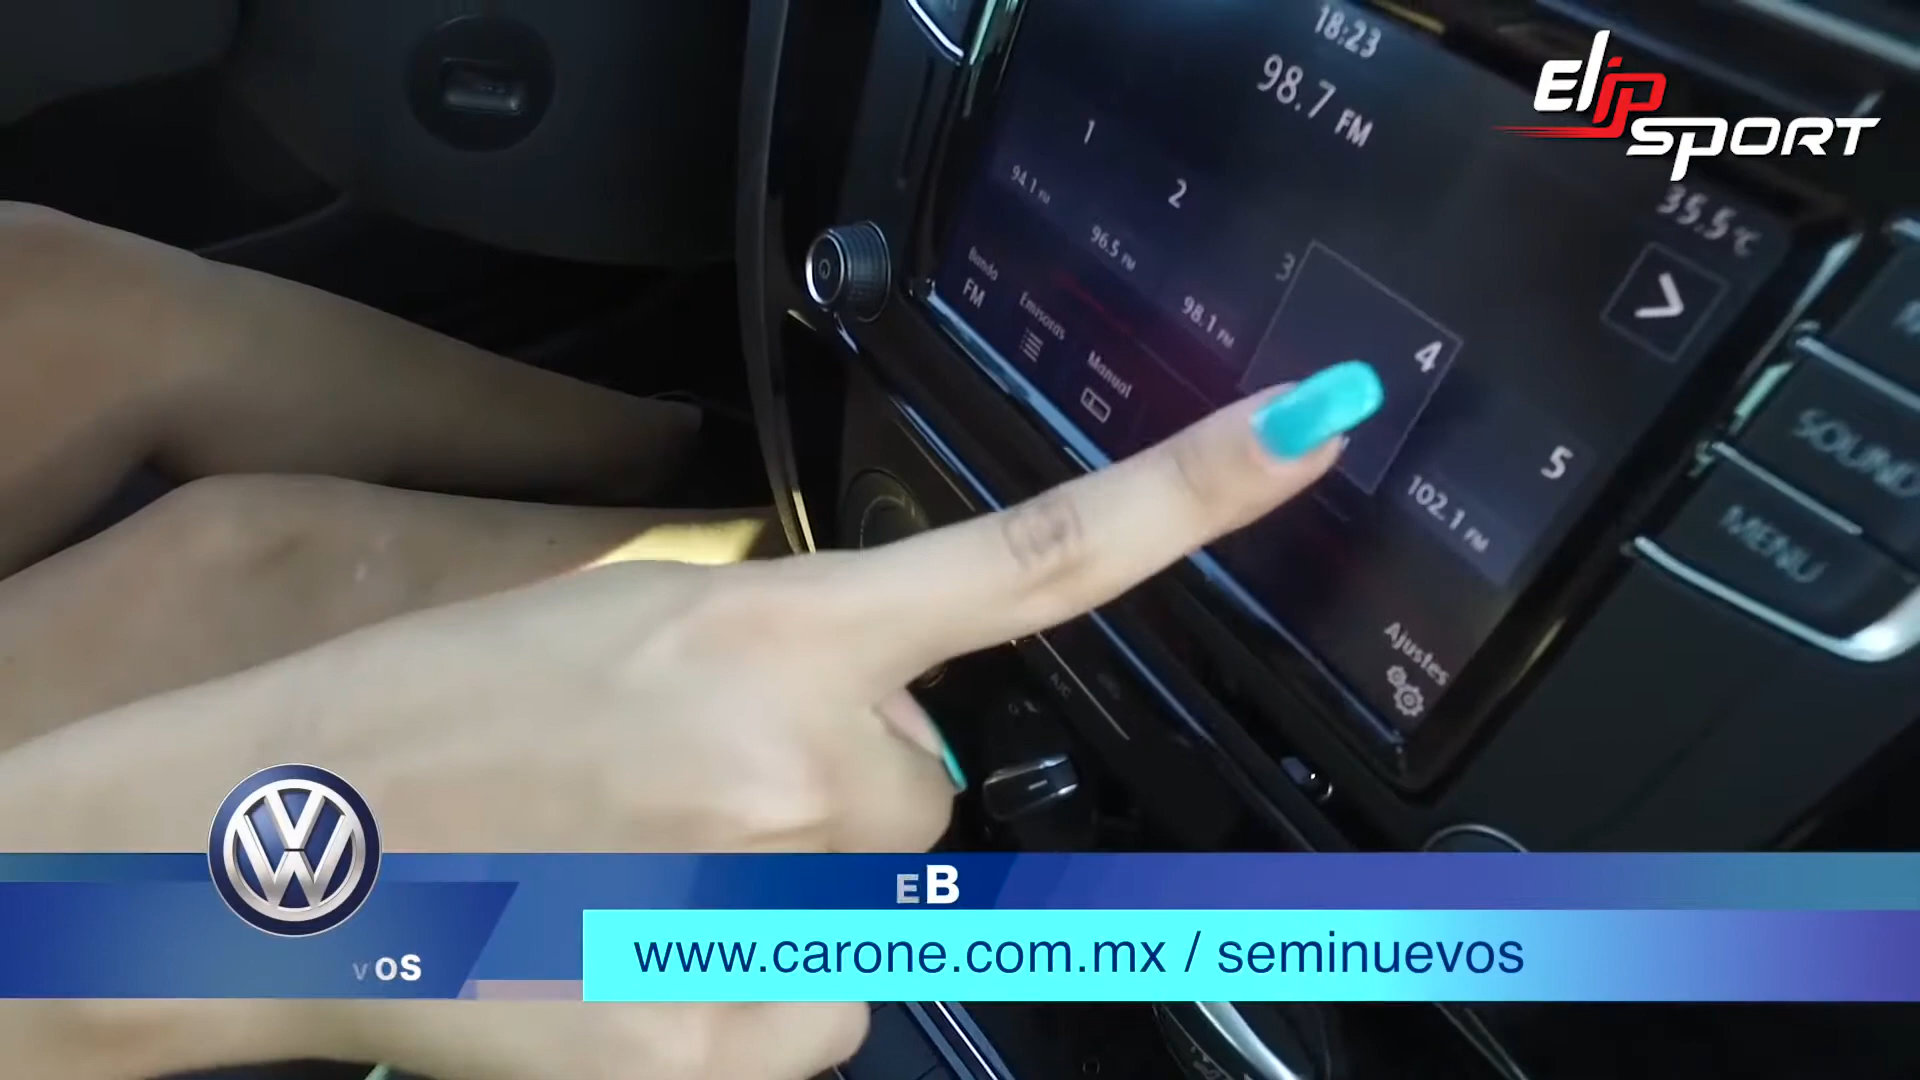 Elip
SPORT
18:23
98.7 FM
35.5 °C
1
2
3
4
5
94.1 FM
96.5 FM
98.1 FM
102.1 FM
Banda
FM
Emisoras
Manual
Ajustes
SOUND
MENU
A/C
EB
www.carone.com.mx / seminuevos
VOS